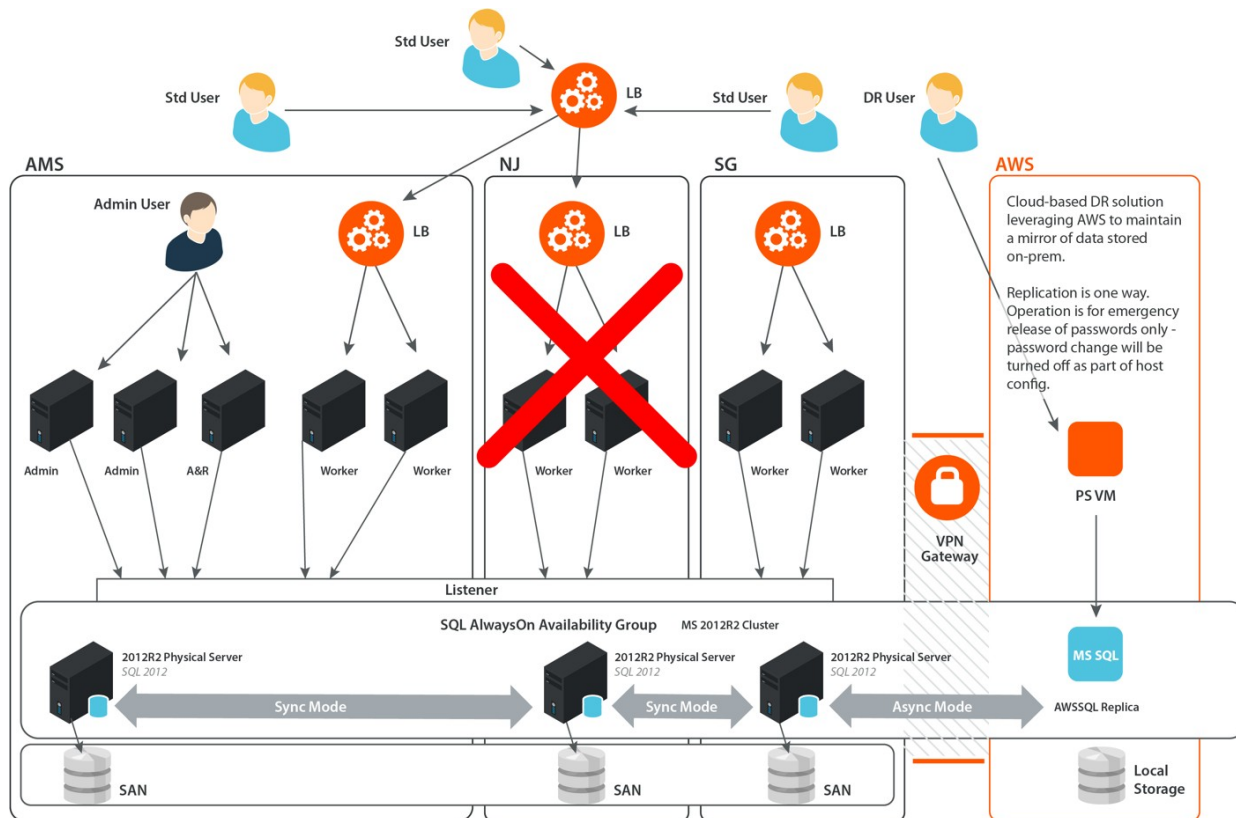 Std User
LB
Std User
Std User
DR User
AMS
NJ
SG
AWS
Admin User
LB
LB
LB
Cloud-based DR solution
leveraging AWS to maintain
a mirror of data stored
on-prem.
Replication is one way.
Operation is for emergency
release of passwords only -
password change will be
turned off as part of host
config.
Admin
Admin
A&R
Worker
Worker
Worker
Worker
Worker
Worker
PS VM
VPN
Gateway
Listener
SQL AlwaysOn Availability Group MS 2012R2 Cluster
2012R2 Physical Server
SQL 2012
2012R2 Physical Server
SQL 2012
2012R2 Physical Server
SQL 2012
MS SQL
Sync Mode
Sync Mode
Async Mode
AWSSQL Replica
SAN
SAN
SAN
Local
Storage